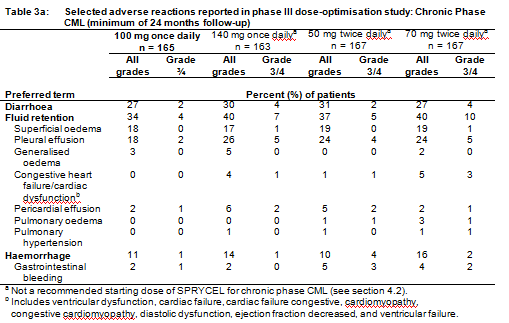 Table 3a: Selected adverse reactions reported in phase III dose-optimisation study: Chronic Phase
CML (minimum of 24 months follow-up)
100 mg once daily 140 mg once dailyª 50 mg twice dailyª 70 mg twice dailyª
n = 165 n = 163 n = 167 n = 167
All Grade All Grade All Grade All Grade
grades ¾ grades 3/4 grades 3/4 grades 3/4
Preferred term Percent (%) of patients
Diarrhoea 27 2 30 4 31 2 27 4
Fluid retention 34 4 40 7 37 5 40 10
Superficial oedema 18 0 17 1 19 0 19 1
Pleural effusion 18 2 26 5 24 4 24 5
Generalised 3 0 5 0 0 0 2 0
oedema
Congestive heart 0 0 4 1 1 1 5 3
failure/cardiac
dysfunctionᵇ
Pericardial effusion 2 1 6 2 5 2 2 1
Pulmonary oedema 0 0 0 0 1 1 3 1
Pulmonary 0 0 1 0 1 0 1 1
hypertension
Haemorrhage 11 1 14 1 10 4 16 2
Gastrointestinal 2 1 2 0 5 3 4 2
bleeding
ª Not a recommended starting dose of SPRYCEL for chronic phase CML (see section 4.2).
ᵇ Includes ventricular dysfunction, cardiac failure, cardiac failure congestive, cardiomyopathy,
congestive cardiomyopathy, diastolic dysfunction, ejection fraction decreased, and ventricular failure.